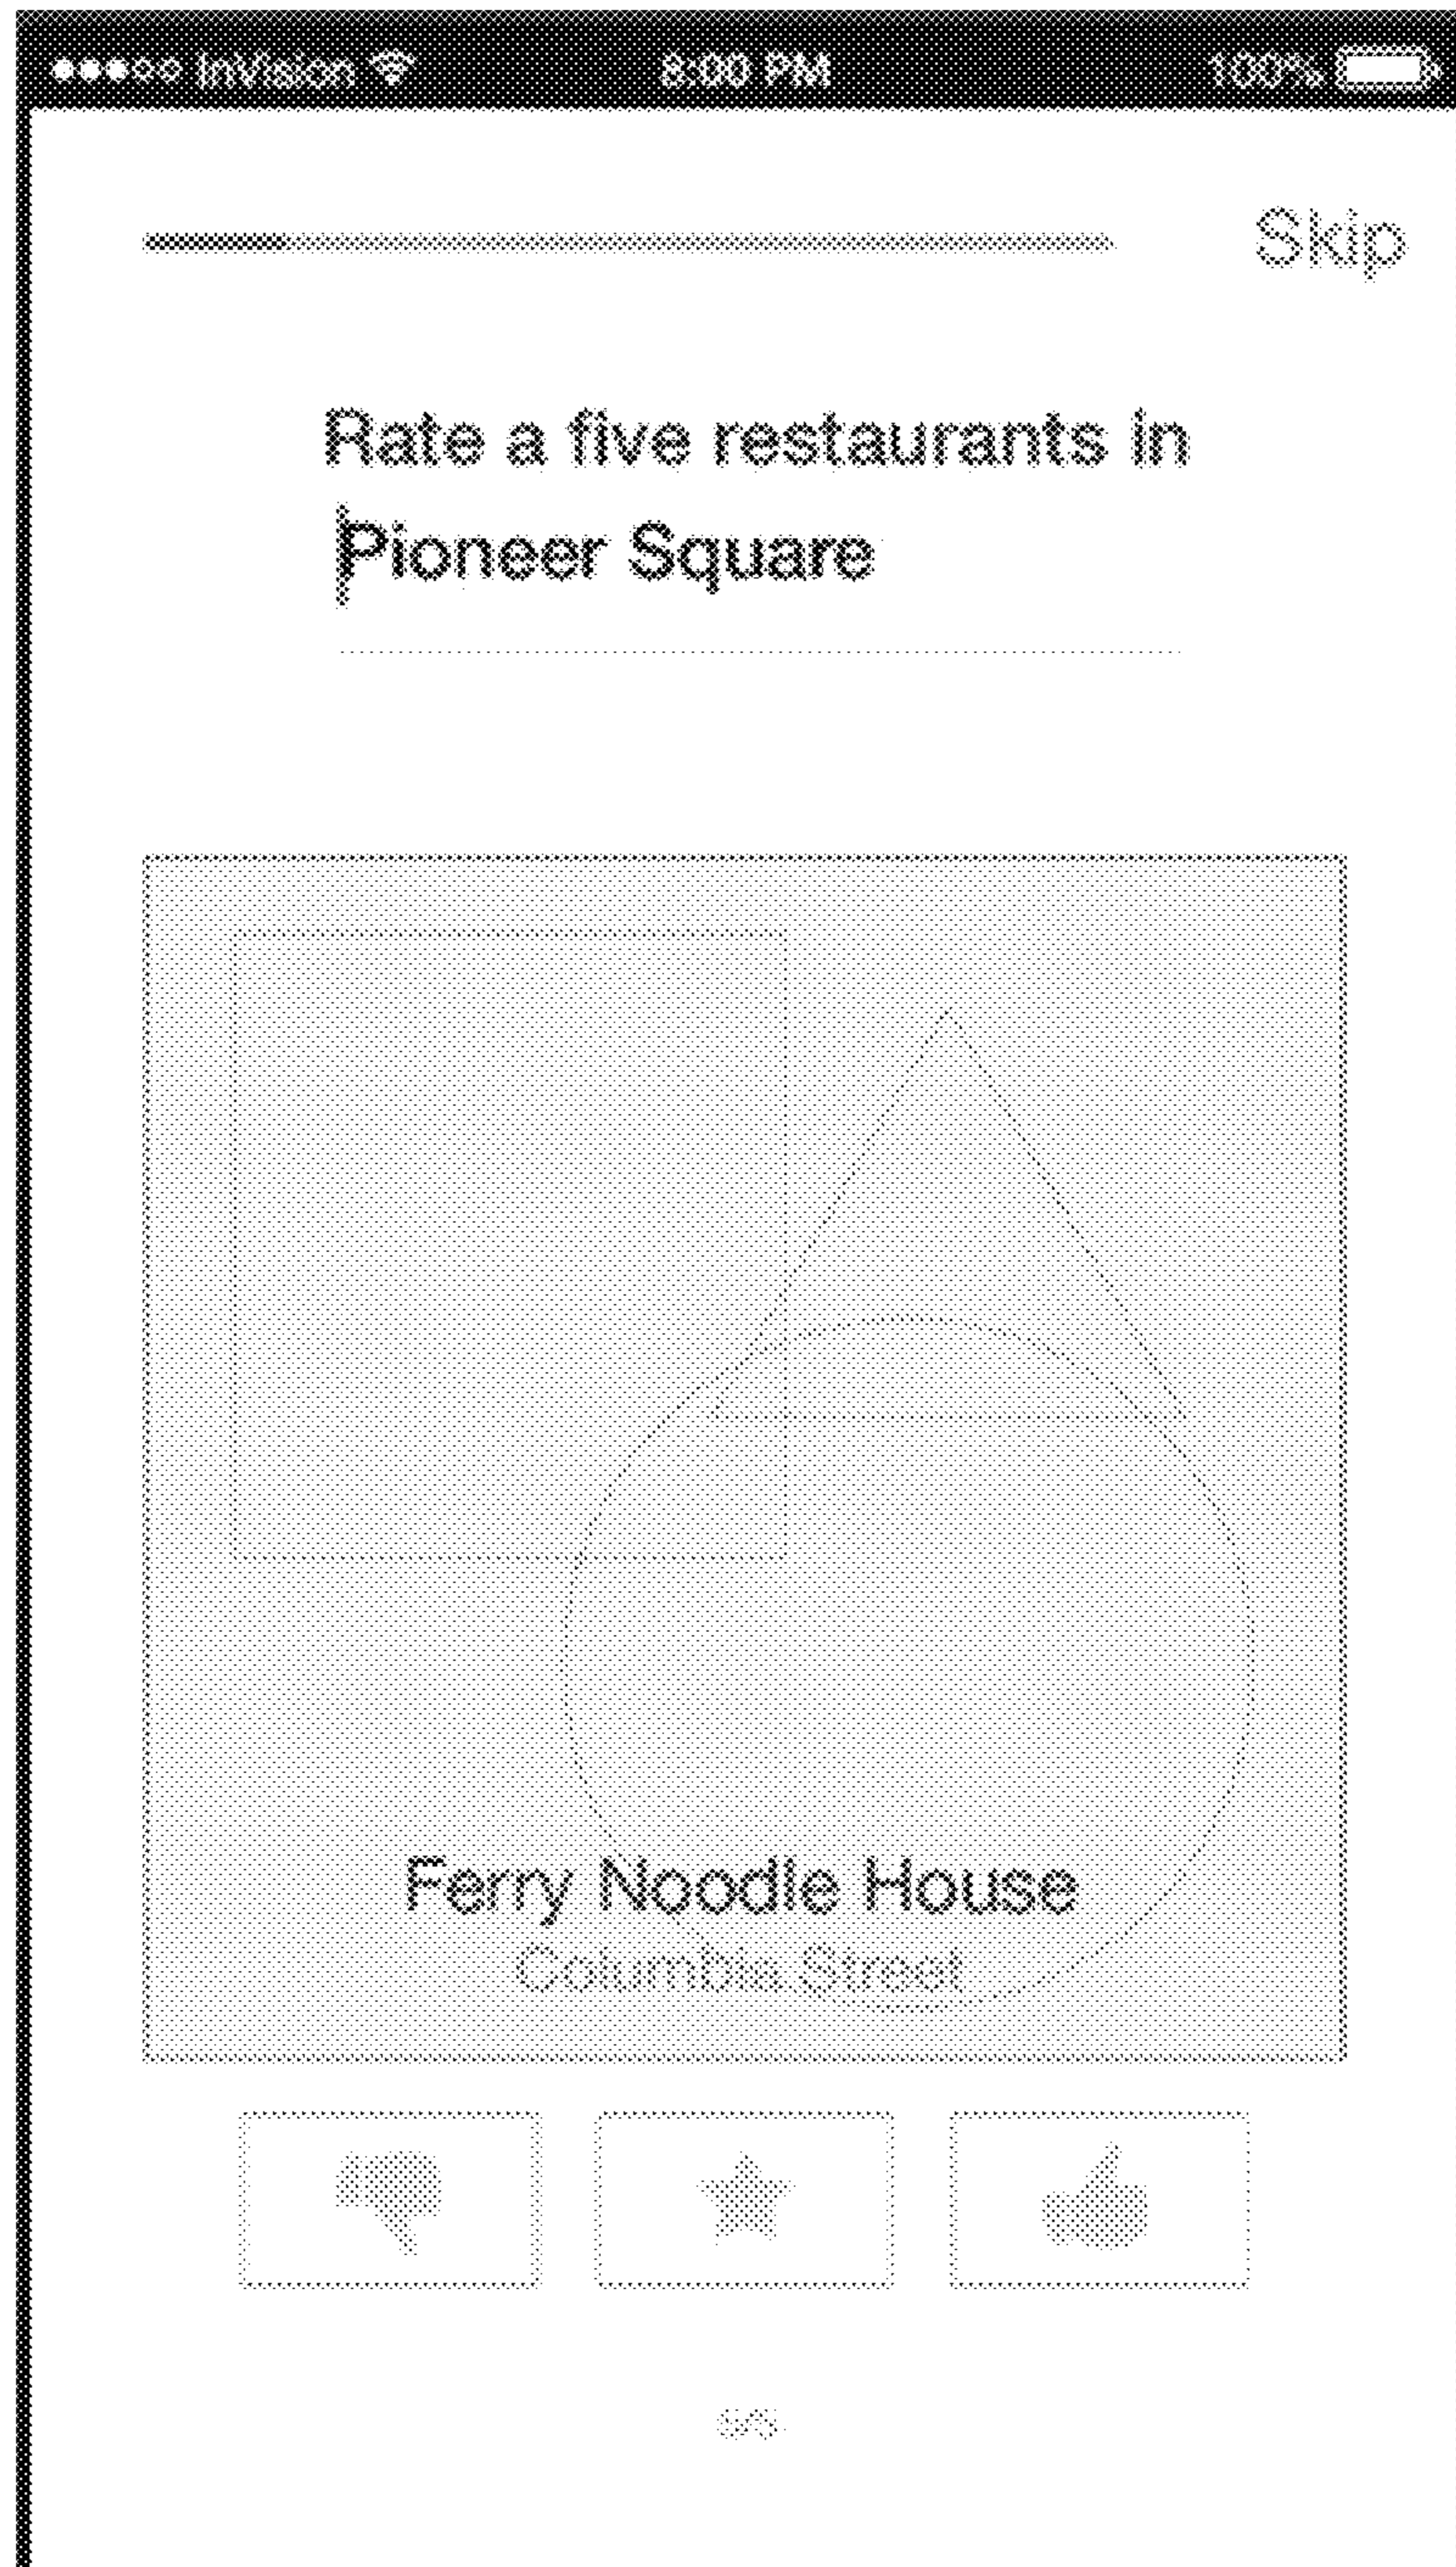 InVision 8:00 PM 100%
Skip
Rate a five restaurants in
Pioneer Square
Ferry Noodle House
Columbia Street